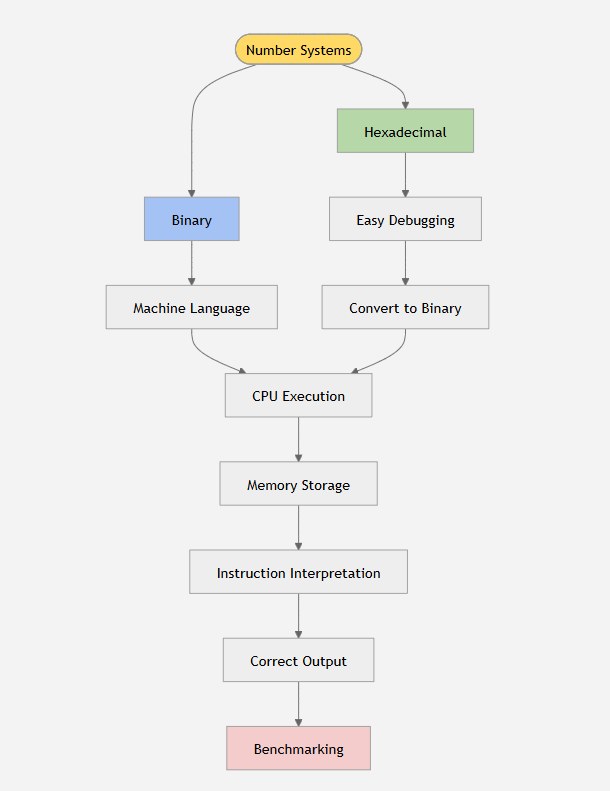 Number Systems
Hexadecimal
Binary
Easy Debugging
Machine Language
Convert to Binary
CPU Execution
Memory Storage
Instruction Interpretation
Correct Output
Benchmarking